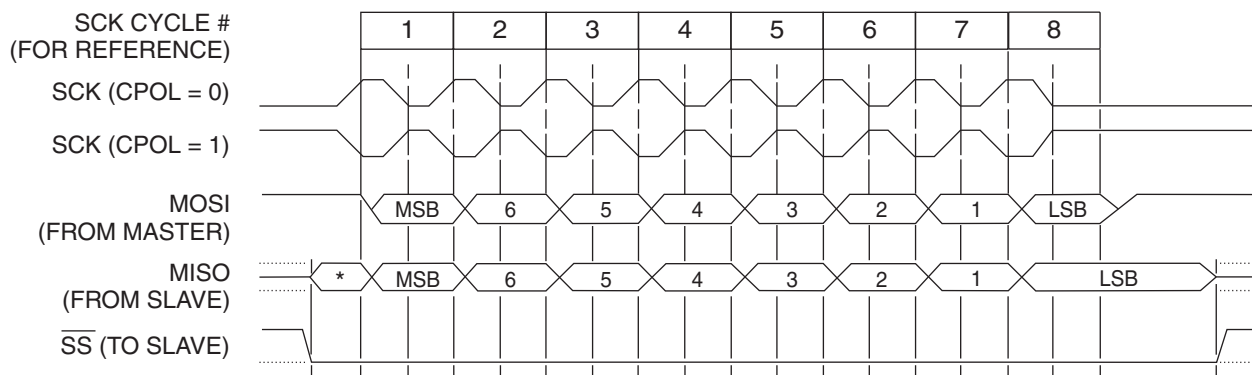 SCK CYCLE #
(FOR REFERENCE)
1 2 3 4 5 6 7 8
SCK (CPOL = 0)
SCK (CPOL = 1)
MOSI
(FROM MASTER)
MSB 6 5 4 3 2 1 LSB
MISO
(FROM SLAVE)
* MSB 6 5 4 3 2 1 LSB
SS (TO SLAVE)